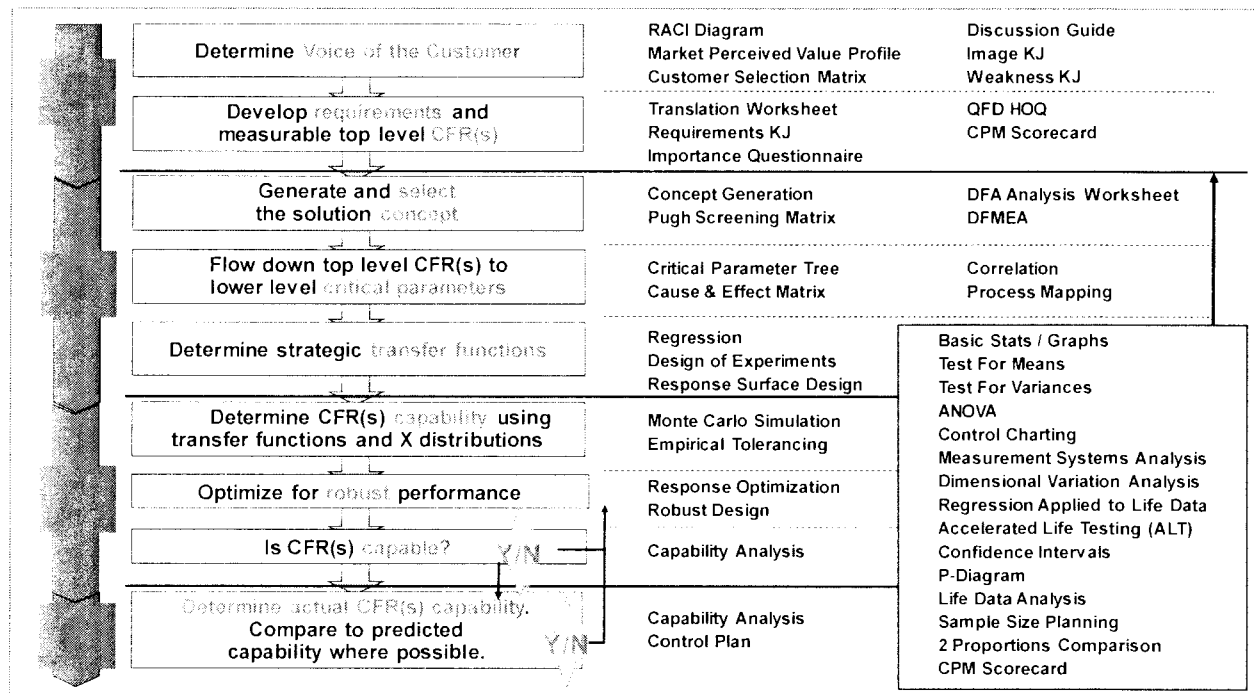 Determine Voice of the Customer
RACI Diagram
Market Perceived Value Profile
Customer Selection Matrix
Discussion Guide
Image KJ
Weakness KJ
Develop requirements and
measurable top level CFR(s)
Translation Worksheet
Requirements KJ
Importance Questionnaire
QFD HOQ
CPM Scorecard
Generate and select
the solution concept
Concept Generation
Pugh Screening Matrix
DFA Analysis Worksheet
DFMEA
Flow down top level CFR(s) to
lower level critical parameters
Critical Parameter Tree
Cause & Effect Matrix
Correlation
Process Mapping
Determine strategic transfer functions
Regression
Design of Experiments
Response Surface Design
Determine CFR(s) capability using
transfer functions and X distributions
Monte Carlo Simulation
Empirical Tolerancing
Optimize for robust performance
Response Optimization
Robust Design
Is CFR(s) capable?
Y/N
Capability Analysis
Determine actual CFR(s) capability.
Compare to predicted
capability where possible.
Y/N
Capability Analysis
Control Plan
Basic Stats / Graphs
Test For Means
Test For Variances
ANOVA
Control Charting
Measurement Systems Analysis
Dimensional Variation Analysis
Regression Applied to Life Data
Accelerated Life Testing (ALT)
Confidence Intervals
P-Diagram
Life Data Analysis
Sample Size Planning
2 Proportions Comparison
CPM Scorecard